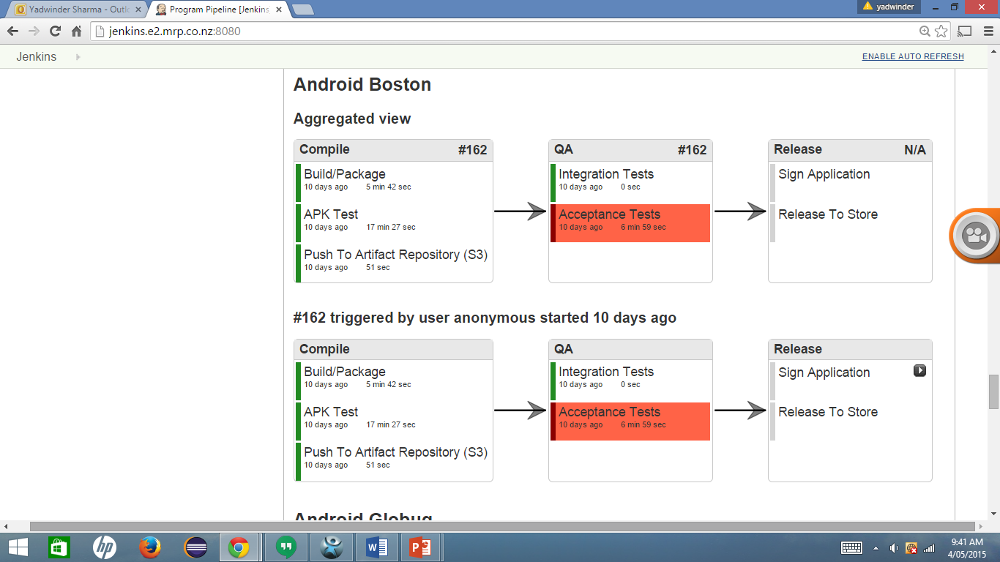 Yadwinder Sharma - Outlo
Program Pipeline [Jenkins]
yadwinder
jenkins.e2.mrp.co.nz:8080
Jenkins
ENABLE AUTO REFRESH
Android Boston
Aggregated view
Compile #162
Build/Package
10 days ago 5 min 42 sec
APK Test
10 days ago 17 min 27 sec
Push To Artifact Repository (S3)
10 days ago 51 sec
QA #162
Integration Tests
10 days ago 0 sec
Acceptance Tests
10 days ago 6 min 59 sec
Release N/A
Sign Application
Release To Store
#162 triggered by user anonymous started 10 days ago
Compile
Build/Package
10 days ago 5 min 42 sec
APK Test
10 days ago 17 min 27 sec
Push To Artifact Repository (S3)
10 days ago 51 sec
QA
Integration Tests
10 days ago 0 sec
Acceptance Tests
10 days ago 6 min 59 sec
Release
Sign Application
Release To Store
Android Globug
hp
9:41 AM
4/05/2015